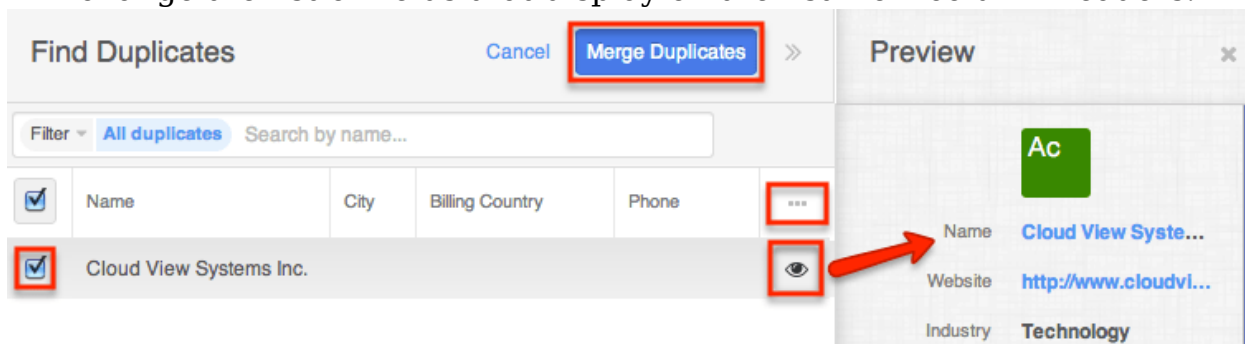 Find Duplicates
Cancel
Merge Duplicates
»
Preview
×
Filter All duplicates Search by name...
Ac
Name City Billing Country Phone ...
Name Cloud View Syste...
Cloud View Systems Inc.
Website http://www.cloudvi...
Industry Technology